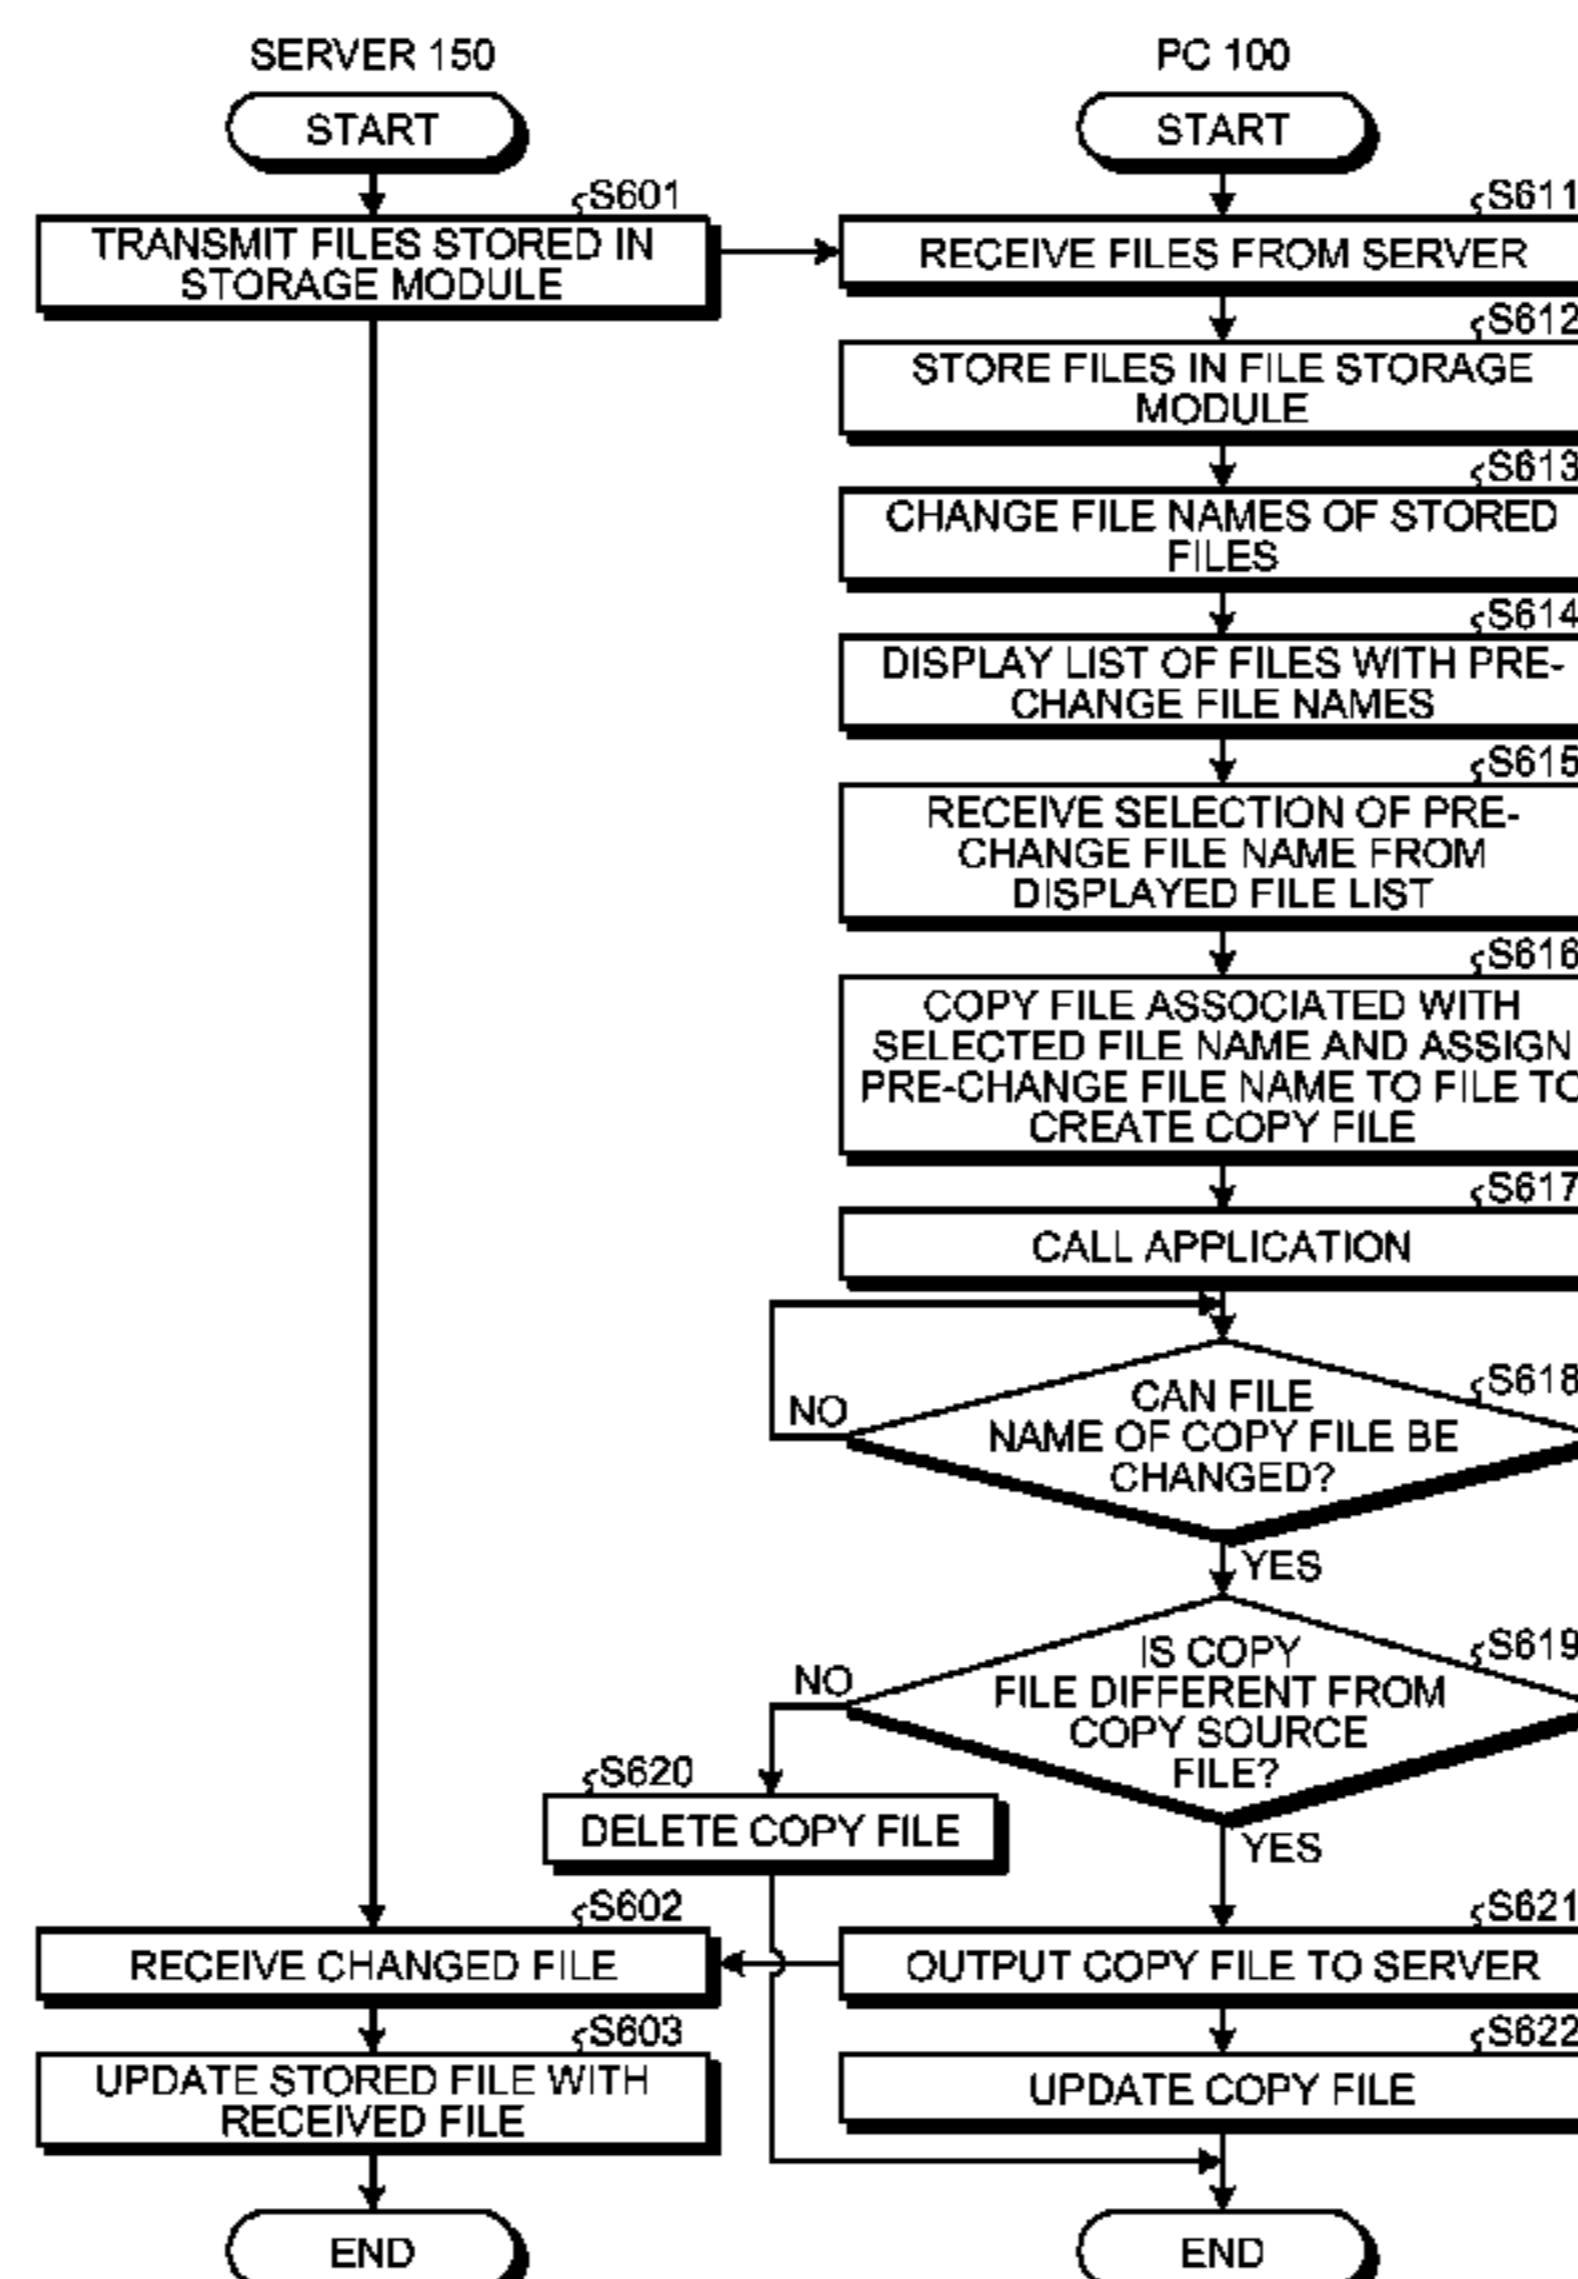 SERVER 150
START
S601
TRANSMIT FILES STORED IN
STORAGE MODULE
S602
RECEIVE CHANGED FILE
S603
UPDATE STORED FILE WITH
RECEIVED FILE
END
PC 100
START
S611
RECEIVE FILES FROM SERVER
S612
STORE FILES IN FILE STORAGE
MODULE
S613
CHANGE FILE NAMES OF STORED
FILES
S614
DISPLAY LIST OF FILES WITH PRE-
CHANGE FILE NAMES
S615
RECEIVE SELECTION OF PRE-
CHANGE FILE NAME FROM
DISPLAYED FILE LIST
S616
COPY FILE ASSOCIATED WITH
SELECTED FILE NAME AND ASSIGN
PRE-CHANGE FILE NAME TO FILE TO
CREATE COPY FILE
S617
CALL APPLICATION
S618
CAN FILE
NAME OF COPY FILE BE
CHANGED?
NO
YES
S619
IS COPY
FILE DIFFERENT FROM
COPY SOURCE
FILE?
NO
YES
S620
DELETE COPY FILE
S621
OUTPUT COPY FILE TO SERVER
S622
UPDATE COPY FILE
END